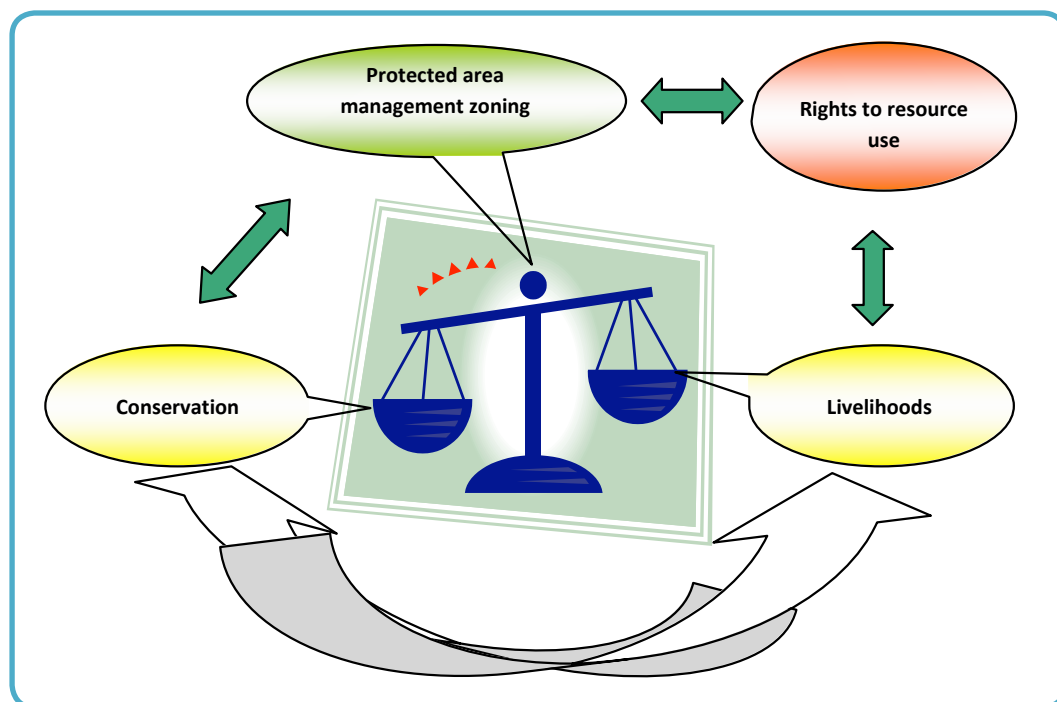 Protected area
management zoning
Rights to resource
use
Conservation
Livelihoods